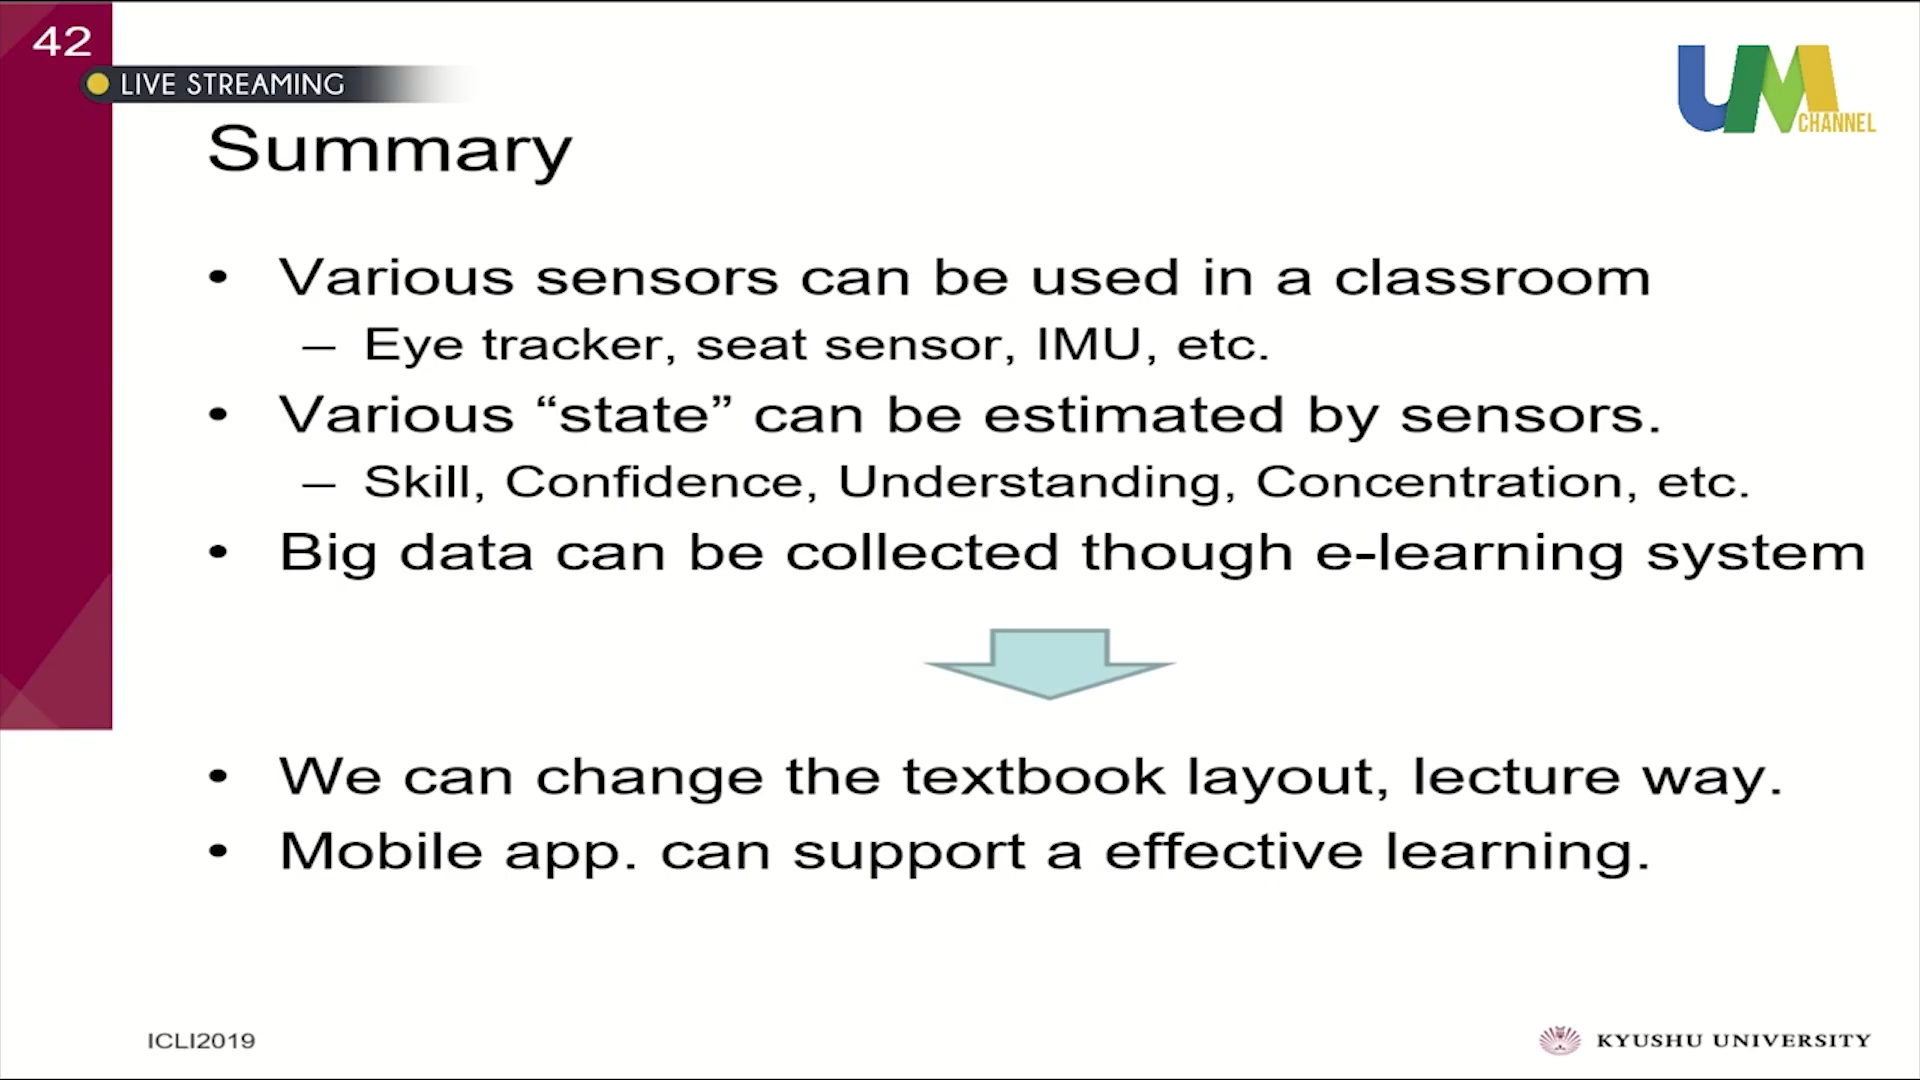 42
LIVE STREAMING
UM
CHANNEL
Summary
• Various sensors can be used in a classroom
– Eye tracker, seat sensor, IMU, etc.
• Various “state” can be estimated by sensors.
– Skill, Confidence, Understanding, Concentration, etc.
• Big data can be collected though e-learning system
• We can change the textbook layout, lecture way.
• Mobile app. can support a effective learning.
ICLI2019
KYUSHU UNIVERSITY